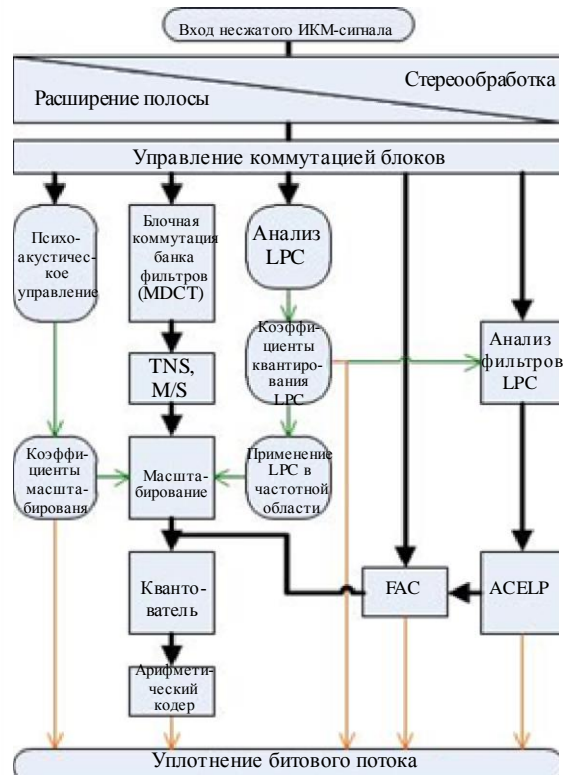 Вход несжатого ИКМ-сигнала
Стереообработка
Расширение полосы
Управление коммутацией блоков
Психо-
акустичес-
кое
управление
Блочная
коммутация
банка
фильтров
(MDCT)
Анализ
LPC
Коэффи-
циенты
квантиро-
вания
LPC
Анализ
фильтров
LPC
TNS,
M/S
Коэффи-
циенты
масшта-
бированя
Масшта-
бирование
Применение
LPC в
частотной
области
Кванто-
ватель
FAC
ACELP
Арифмети-
ческий
кодер
Уплотнение битового потока